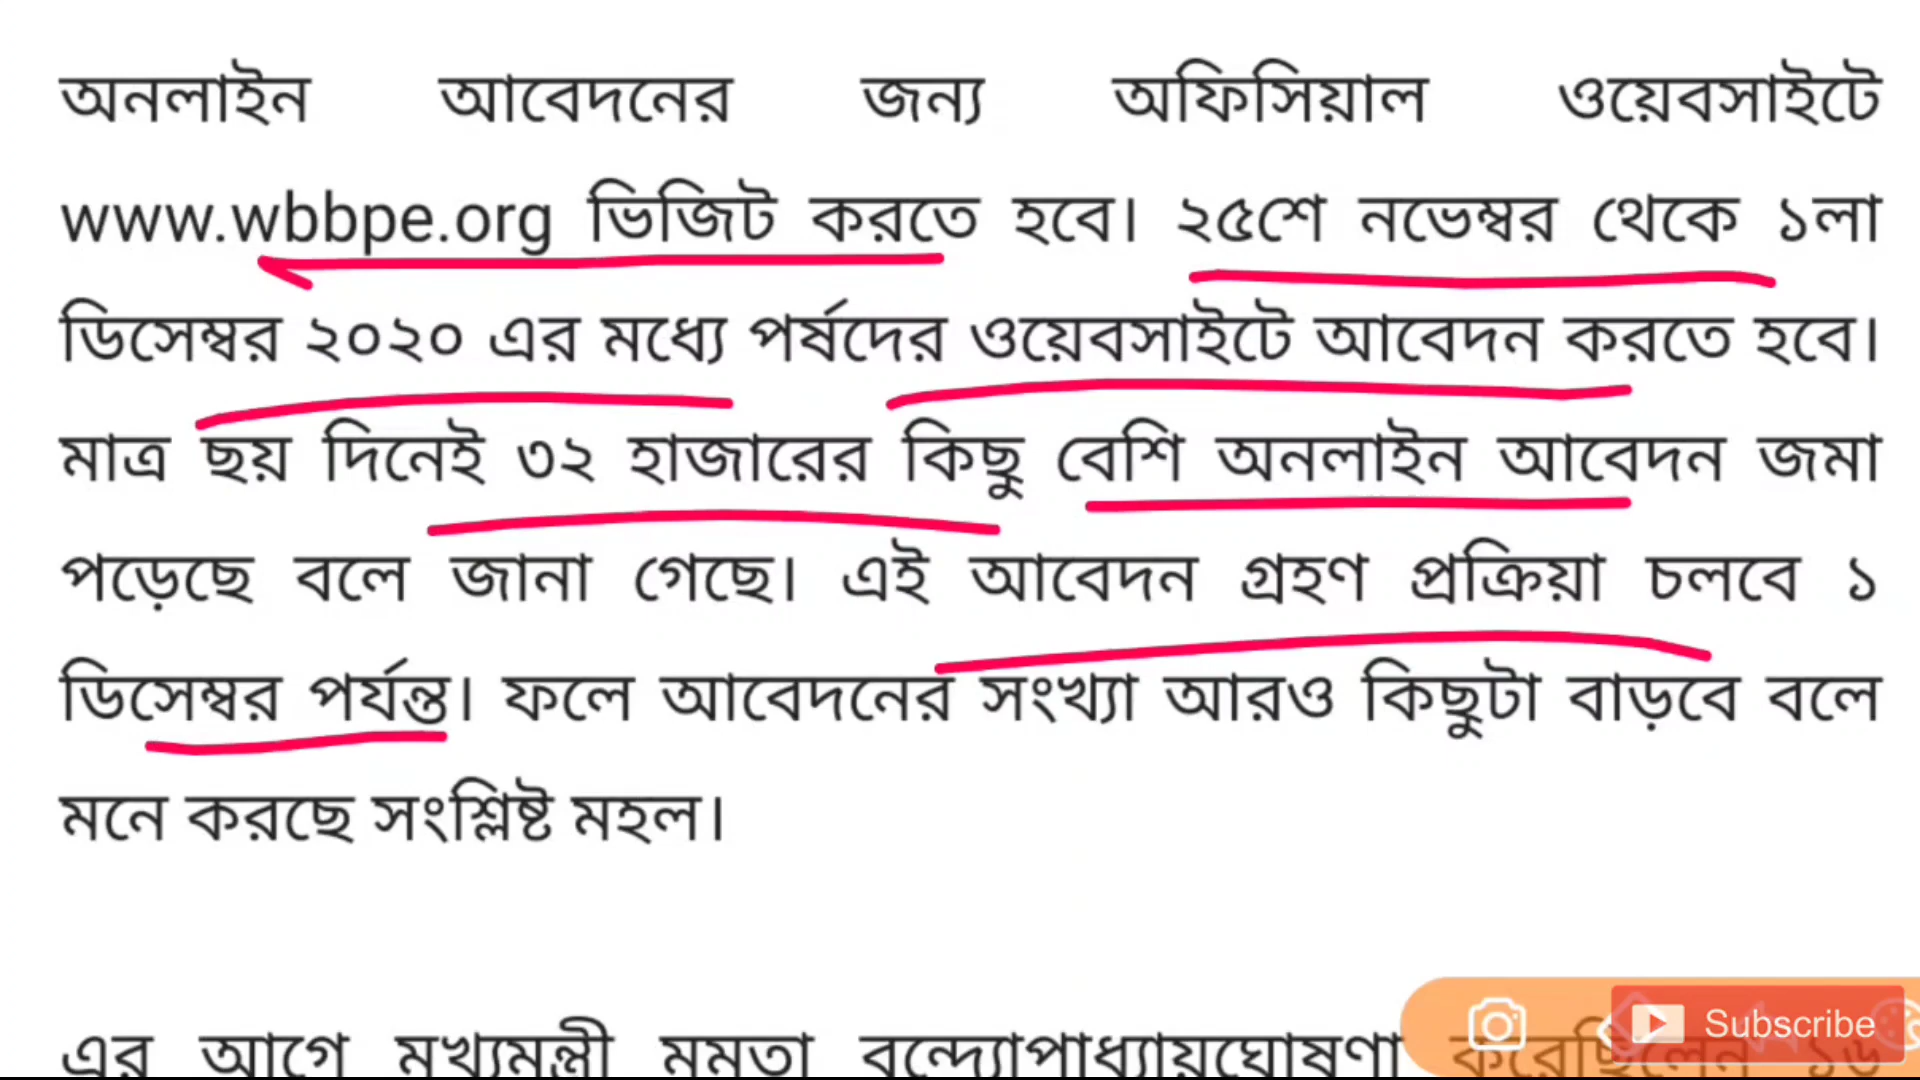 অনলাইন আবেদনের জন্য অফিসিয়াল ওয়েবসাইটে
www.wbbpe.org ভিজিট করতে হবে। ২৫শে নভেম্বর থেকে ১লা
ডিসেম্বর ২০২০ এর মধ্যে পর্ষদের ওয়েবসাইটে আবেদন করতে হবে।
মাত্র ছয় দিনেই ৩২ হাজারের কিছু বেশি অনলাইন আবেদন জমা
পড়েছে বলে জানা গেছে। এই আবেদন গ্রহণ প্রক্রিয়া চলবে ১
ডিসেম্বর পর্যন্ত। ফলে আবেদনের সংখ্যা আরও কিছুটা বাড়বে বলে
মনে করছে সংশ্লিষ্ট মহল।
এর আগে মুখ্যমন্ত্রী মমতা বন্দ্যোপাধ্যায়ঘোষণা করেছিলেন ১৬
Subscribe